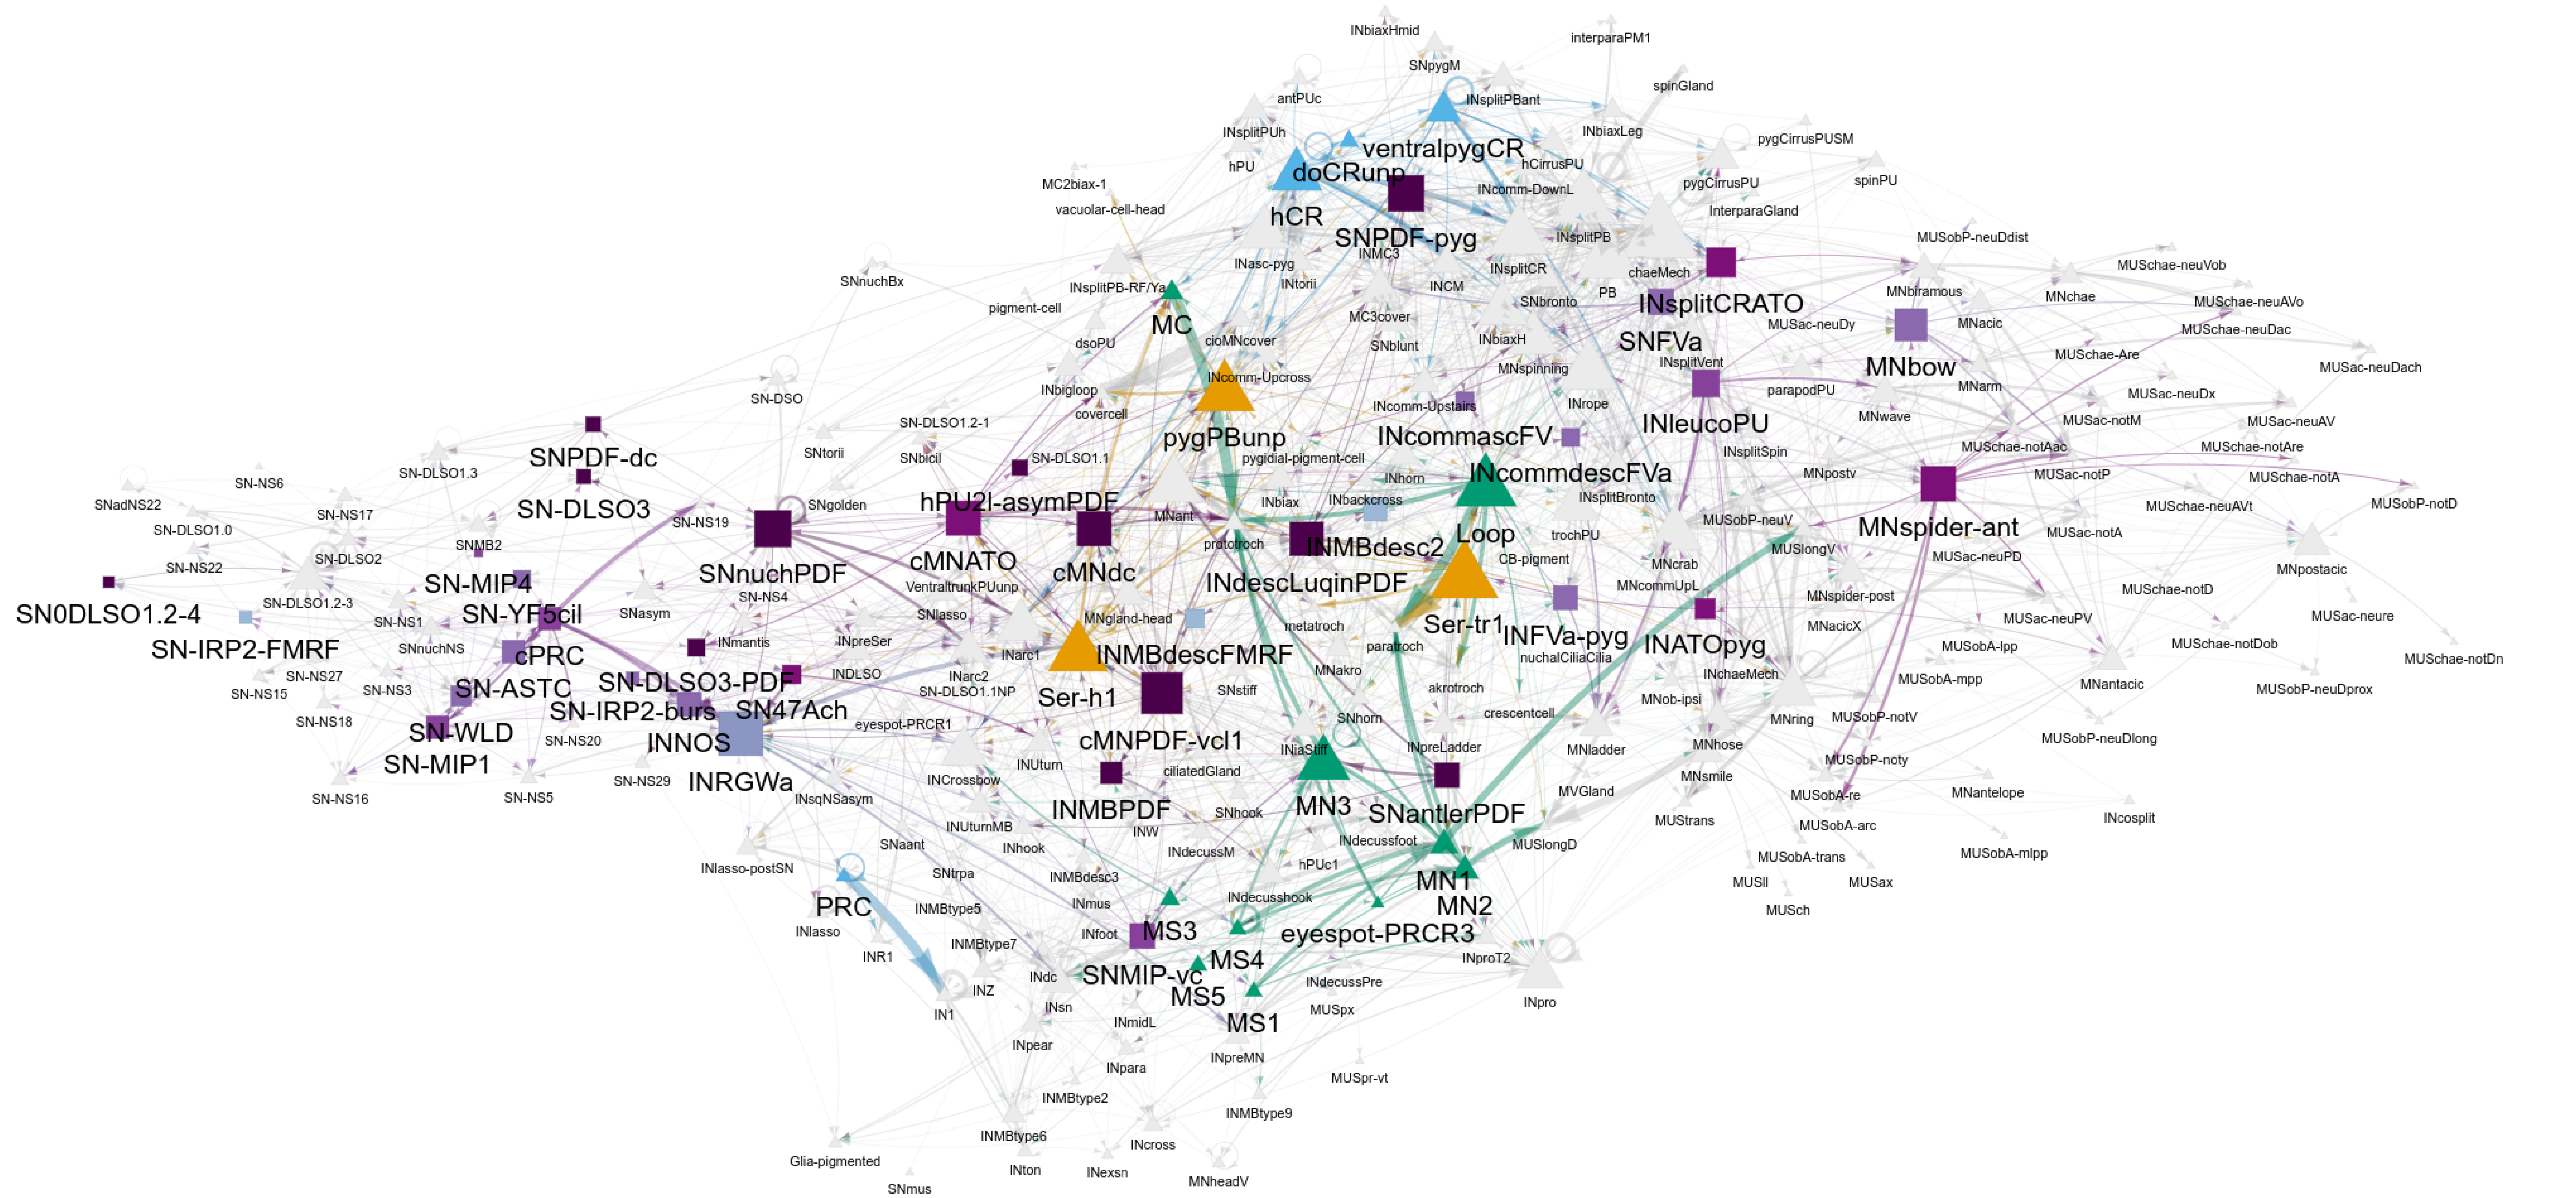 INbiaxHmid
interparaPM1
SNpygM
spinGland
antPUc
INsplitPBant
INsplitPUh
INbiaxLeg
pygCirrusPUSM
ventralpygCR
hPU
doCRunp
hCirrusPU
MC2biax-1
INcomm-DownL
pygCirrusPU
spinPU
vacuolar-cell-head
hCR
InterparaGland
SNPDF-pyg
INsplitPB
MUSobP-neuDdist
INMC3
INasc-pyg
INsplitCR
chaeMech
MUSchae-neuVob
SNnuchBx
INtorii
INCM
INsplitPB-RF/Ya
PB
MNbiramous
MNchae
SNbronto
INsplitCRATO
MUSchae-neuAVo
pigment-cell
MC3cover
MC
MUSac-neuDy
MNacic
MUSchae-neuDac
dsoPU
cioMNcover
SNblunt
INbiaxH
SNFVa
MUSchae-Are
INsplitVent
MNbow
MUSac-neuDach
MNspinning
INcomm-Upcross
INbigloop
parapodPU
MNarm
MUSchae-neuDx
SN-DSO
INcomm-Upstairs
INrope
covercell
MNwave
MUSac-notM
MUSac-neuAV
SN-DLSO1.2-1
INleucoPU
pygPBunp
INcommascFV
SNtorii
SNPDF-dc
SNbicil
SN-DLSO1.1
pygidial-pigment-cell
INsplitSpin
MUSchae-notAac
MUSchae-notAre
SN-DLSO1.3
INcommdescFVa
MNpostv
MUSac-notP
MUSchae-notA
SN-NS6
INhorn
SNadNS22
hPU2l-asymPDF
SNgolden
INbiax
INbackcross
INsplitBronto
MUSchae-neuAVt
MUSobP-notD
SN-DLSO3
SN-NS17
SN-NS19
MNant
MUSobP-neuV
MNspider-ant
SN-DLSO1.0
prototroch
Loop
trochPU
MUSac-notA
SNMB2
INMBdesc2
MUSlongV
SN-DLSO2
cMNATO
CB-pigment
MUSac-neuPD
SN-NS22
SNnuchPDF
cMNdc
INdescLuqinPDF
MNcrab
MNpostacic
SN-MIP4
VentraltrunkPUunp
MNcommUpL
MUSchae-notD
SN-NS4
MNspider-post
SN-DLSO1.2-3
SN0DLSO1.2-4
SN-YF5cil
SNasym
SNlasso
MNgland-head
MUSac-neuPV
MUSac-neure
SN-NS1
metatroch
Ser-tr1
MNacicX
INFVa-pyg
SN-IRP2-FMRF
SNnuchNS
INmantis
INpreSer
paratroch
INATOpyg
MUSobA-lpp
MUSchae-notDob
cPRC
INarc1
INMBdescFMRF
nuchalCiliaCilia
MUSchae-notDn
SN-NS27
MNakro
INchaeMech
SN-NS3
SN-ASTC
SN-DLSO3-PDF
INDLSO
INarc2
MUSobA-mpp
MNantacic
SN-NS15
SN-DLSO1.1NP
SNstiff
akrotroch
MUSobP-neuDprox
Ser-h1
MNob-ipsi
SN-NS18
SN-IRP2-burs
SN47Ach
crescentcell
SNhorn
MNring
MUSobP-notV
SN-WLD
eyespot-PRCR1
SN-NS20
INNOS
cMNPDF-vcl1
INiaStiff
INpreLadder
MNladder
MNhose
MUSobP-neuDlong
SN-MIP1
INUturn
MUSobP-noty
SN-NS29
INRGWa
INCrossbow
ciliatedGland
MNsmile
SN-NS16
SN-NS5
INsqNSasym
MVGland
MUSobA-re
MNantelope
INMBPDF
MN3
SNantlerPDF
SNhook
MUStrans
INcosplit
INUturnMB
INW
MUSobA-arc
SNaant
INhook
INdecussM
INdecussfoot
MUSlongD
MUSobA-trans
MUSobA-mlpp
INlasso-postSN
SNtrpa
INMBdesc3
hPUc1
MN1
MUSll
MUSax
PRC
INMBtype5
INmus
INdecusshook
MN2
MUSch
INlasso
INfoot
MS3
eyespot-PRCR3
INMBtype7
INR1
MS4
INproT2
INdc
SNMIP-vc
INZ
INdecussPre
MS5
INpro
INsn
MUSpx
IN1
INmidL
MS1
INpear
INpreMN
INpara
MUSpr-vt
INMBtype2
INMBtype9
INMBtype6
INcross
Glia-pigmented
INton
INexsn
MNheadV
SNmus